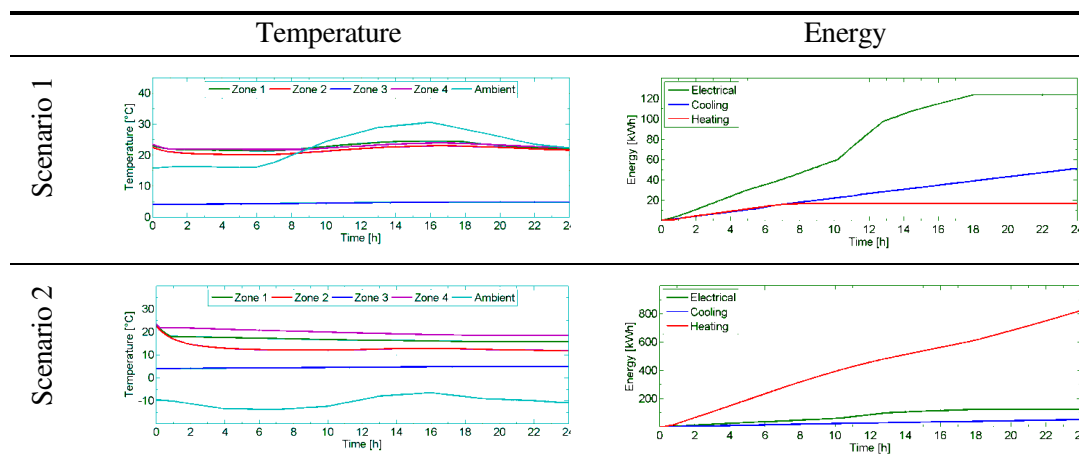 Temperature Energy
Scenario 1
Zone 1 Zone 2 Zone 3 Zone 4 Ambient
Temperature [°C]
40
30
20
10
0
0 2 4 6 8 10 12 14 16 18 20 22 24
Time [h]
Electrical
Cooling
Heating
Energy [kWh]
120
100
80
60
40
20
0 2 4 6 8 10 12 14 16 18 20 22 24
Time [h]
Scenario 2
Zone 1 Zone 2 Zone 3 Zone 4 Ambient
Temperature [°C]
30
20
10
0
-10
0 2 4 6 8 10 12 14 16 18 20 22 24
Time [h]
Electrical
Cooling
Heating
Energy [kWh]
800
600
400
200
0 2 4 6 8 10 12 14 16 18 20 22 24
Time [h]